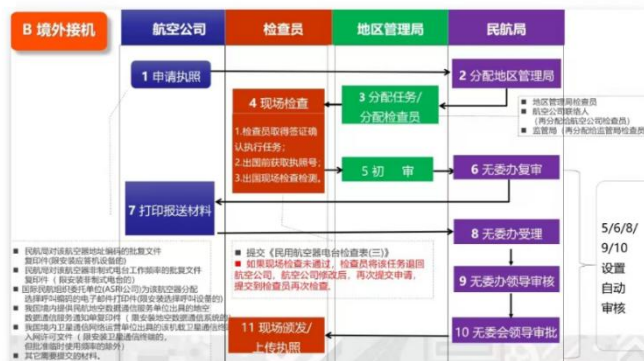 B 境外接机
航空公司
检查员
地区管理局
民航局
1 申请执照
2 分配地区管理局
3 分配任务/
分配检查员
4 现场检查
1.检查员取得签证确
认执行任务;
2.出国前获取执照号;
3.出国现场检查检测。
■ 地区管理局检查员
■ 航空公司联络人
(再分配给航空公司检查员)
■ 监管局(再分配给监管局检查员
5 初 审
6 无委办复审
7 打印报送材料
8 无委办受理
9 无委办领导审核
10 无委会领导审批
11 现场颁发/
上传执照
5/6/8/
9/10
设置
自动
审核
■ 民航局对该航空器地址编码的批复文件
复印件(限安装应答机设备的)
■ 民航局对该航空器非制式电台工作频率的批复文件
复印件(限安装非制式电台的)
■ 国际民航组织委托单位(ASRI公司)为该航空器分配
选择呼叫编码的电子邮件打印件(限安装选择呼叫设备的)
■ 我国境内提供民航地空数据通信服务单位出具的地空
数据通信服务通知单复印件(限安装地空数据通信系统的)
■ 我国境内卫星通信网络运营单位出具的该机载卫星通信终端
入网许可文件(限安装卫星通信终端的,
但批准临时使用频率的除外)
■ 其它需要提交的材料。
■ 提交《民用航空器电台检查表(三)》
■ 如果现场检查未通过,检查员将该任务退回
航空公司,航空公司修改后,再次提交申请,
提交到检查员再次检查.